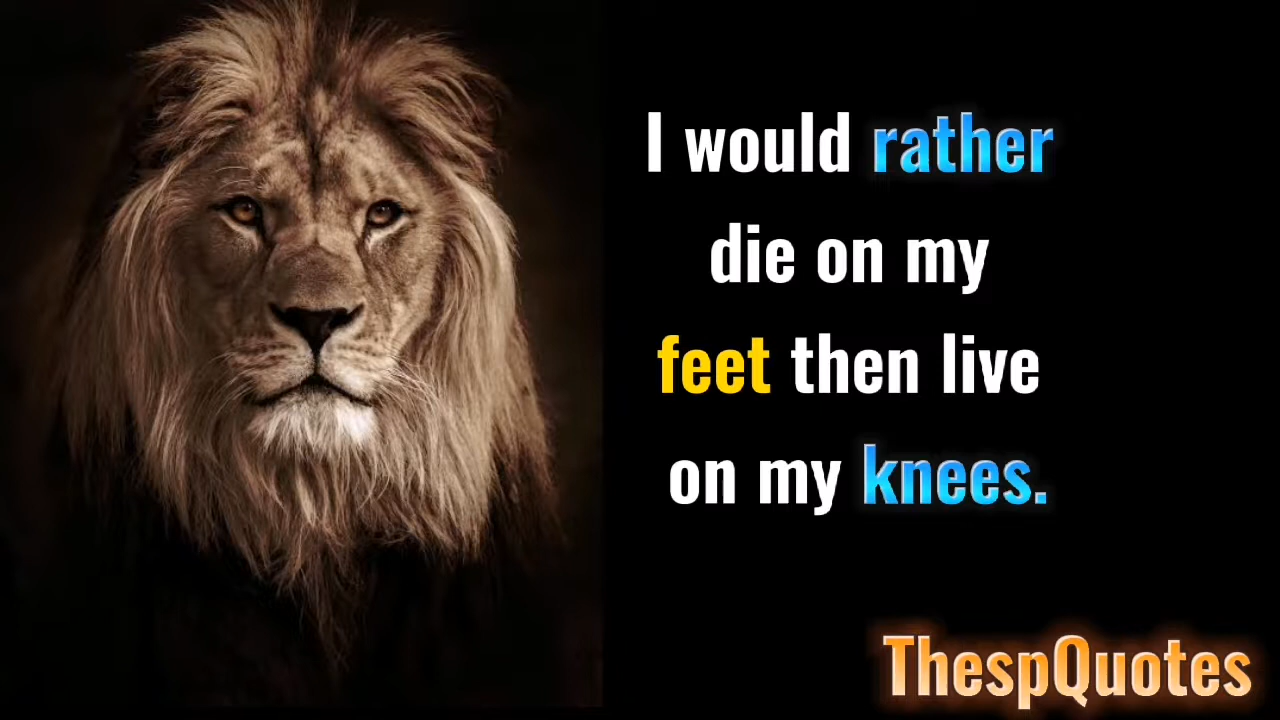 I would rather
die on my
feet then live
on my knees.
ThespQuotes